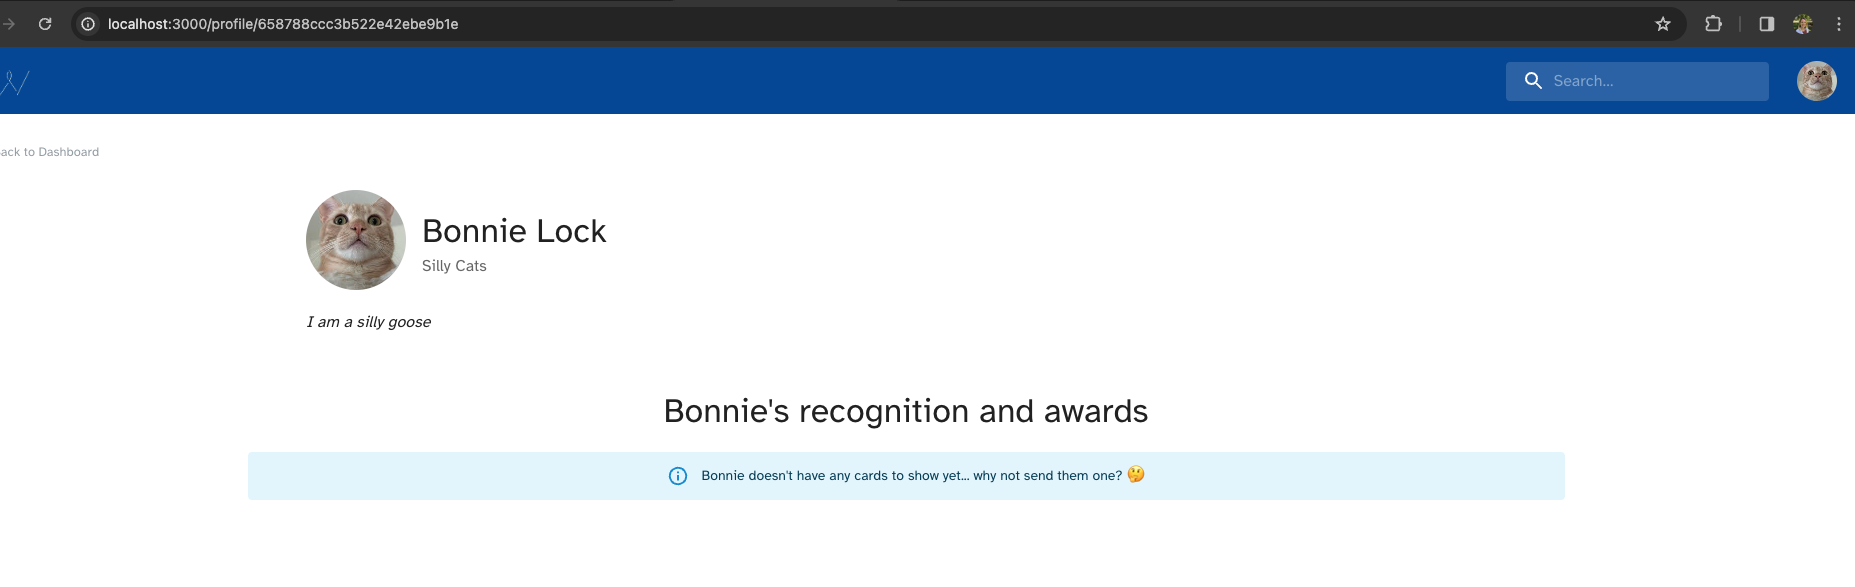 localhost:3000/profile/658788ccc3b522e42ebe9b1e
Search...
to Dashboard
Bonnie Lock
Silly Cats
I am a silly goose
Bonnie's recognition and awards
Bonnie doesn't have any cards to show yet... why not send them one? 🤔